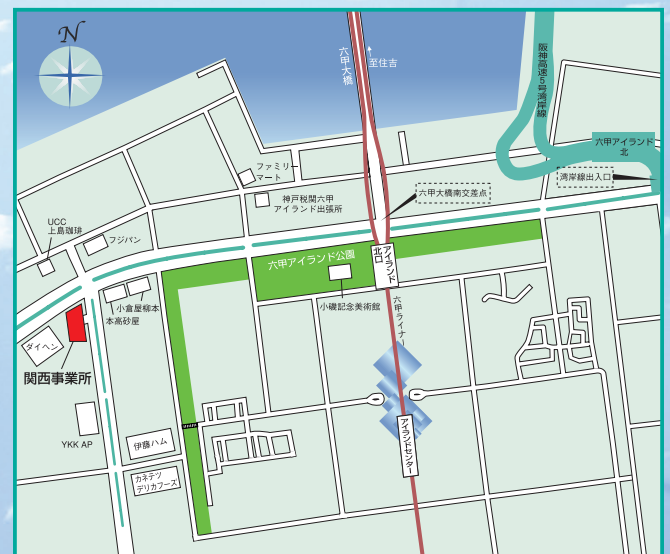 N
六甲大橋
至住吉
阪神高速5号湾岸線
六甲アイランド
北
湾岸線出入口
ファミリー
マート
六甲大橋南交差点
神戸税関六甲
アイランド出張所
UCC
上島珈琲
フジパン
六甲アイランド公園
アイランド
北口
小倉屋柳本
本高砂屋
小磯記念美術館
六甲ライナー
ダイヘン
関西事業所
YKK AP
伊藤ハム
アイランドセンター
カネテツ
デリカフーズ